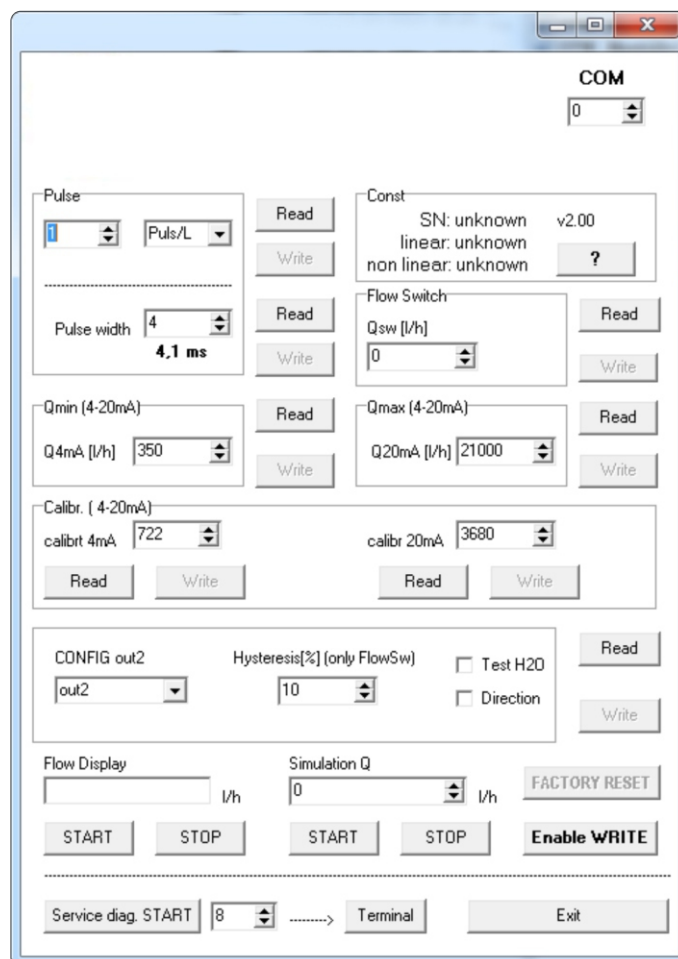 COM
0
Pulse
1 Puls/L
Read
Write
Pulse width 4
4,1 ms
Read
Write
Const
SN: unknown v2.00
linear: unknown
non linear: unknown ?
Flow Switch
Qsw [l/h]
0
Read
Write
Qmin (4-20mA)
Q4mA [l/h] 350
Read
Write
Qmax (4-20mA)
Q20mA [l/h] 21000
Read
Write
Calibr. ( 4-20mA)
calibrt 4mA 722 calibr 20mA 3680
Read Write Read Write
CONFIG out2 Hysteresis[%] (only FlowSw)
out2 10
Test H20
Direction
Read
Write
Flow Display Simulation Q
l/h 0 l/h FACTORY RESET
START STOP START STOP Enable WRITE
Service diag. START 8 --------> Terminal Exit